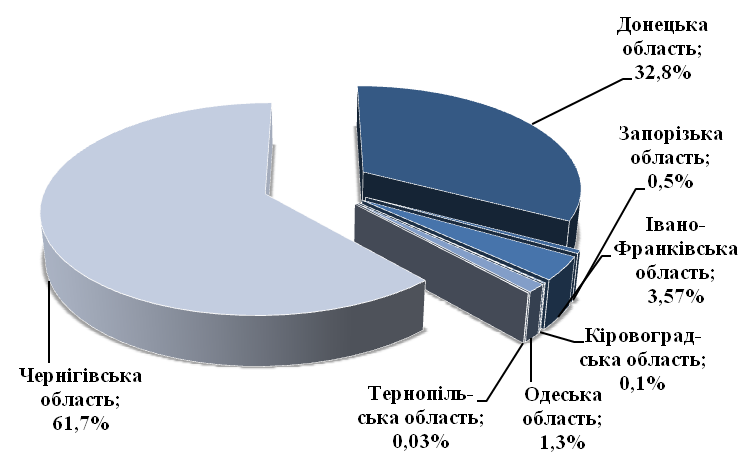 Донецька
область;
32,8%
Запорізька
область;
0,5%
Івано-
Франківська
область;
3,57%
Кіровоград-
ська область;
0,1%
Одеська
область;
1,3%
Тернопіль-
ська область;
0,03%
Чернігівська
область;
61,7%